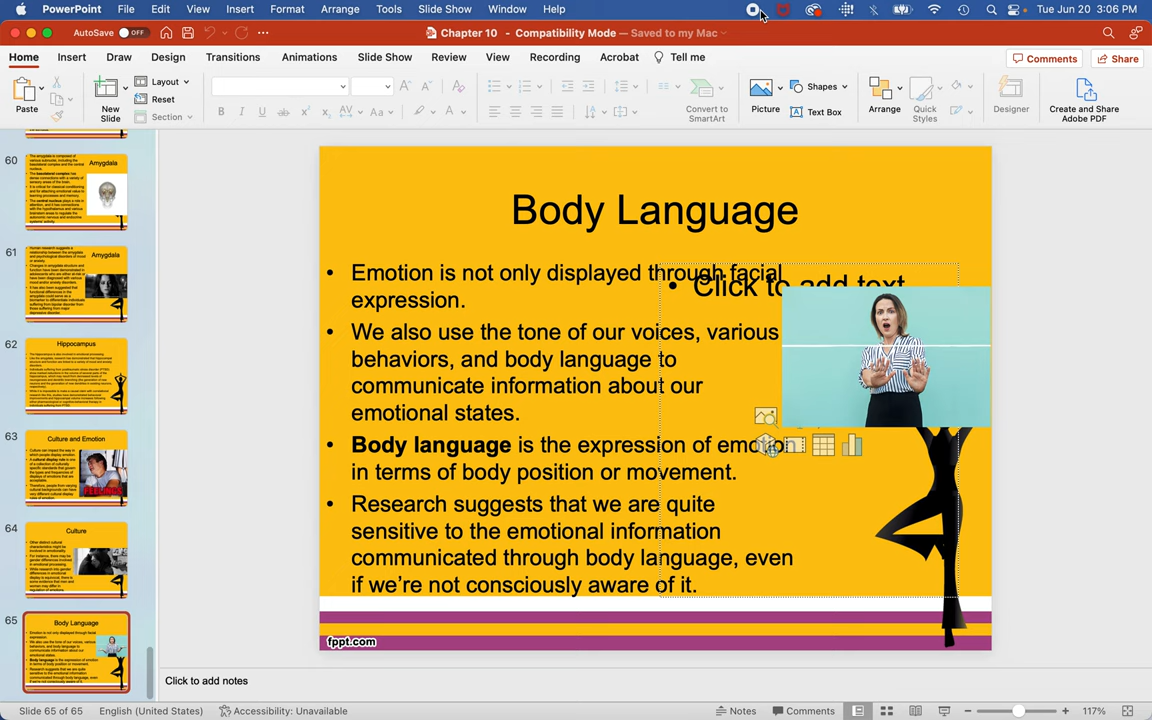 PowerPoint File Edit View Insert Format Arrange Tools Slide Show Window Help Tue Jun 20 3:06 PM
AutoSave OFF Chapter 10 - Compatibility Mode — Saved to my Mac
Home Insert Draw Design Transitions Animations Slide Show Review View Recording Acrobat Tell me Comments Share
Paste New Slide Layout Reset Section
Convert to SmartArt Picture Shapes Text Box Arrange Quick Styles Designer Create and Share Adobe PDF
60 Amygdala
61 Amygdala
62 Hippocampus
63 Culture and Emotion
FEELINGS
64 Culture
65 Body Language
Body Language
• Emotion is not only displayed through facial
expression.
• Click to add text
• We also use the tone of our voices, various
behaviors, and body language to
communicate information about our
emotional states.
• Body language is the expression of emotion
in terms of body position or movement.
• Research suggests that we are quite
sensitive to the emotional information
communicated through body language, even
if we're not consciously aware of it.
fppt.com
Click to add notes
Slide 65 of 65 English (United States) Accessibility: Unavailable Notes Comments 117%